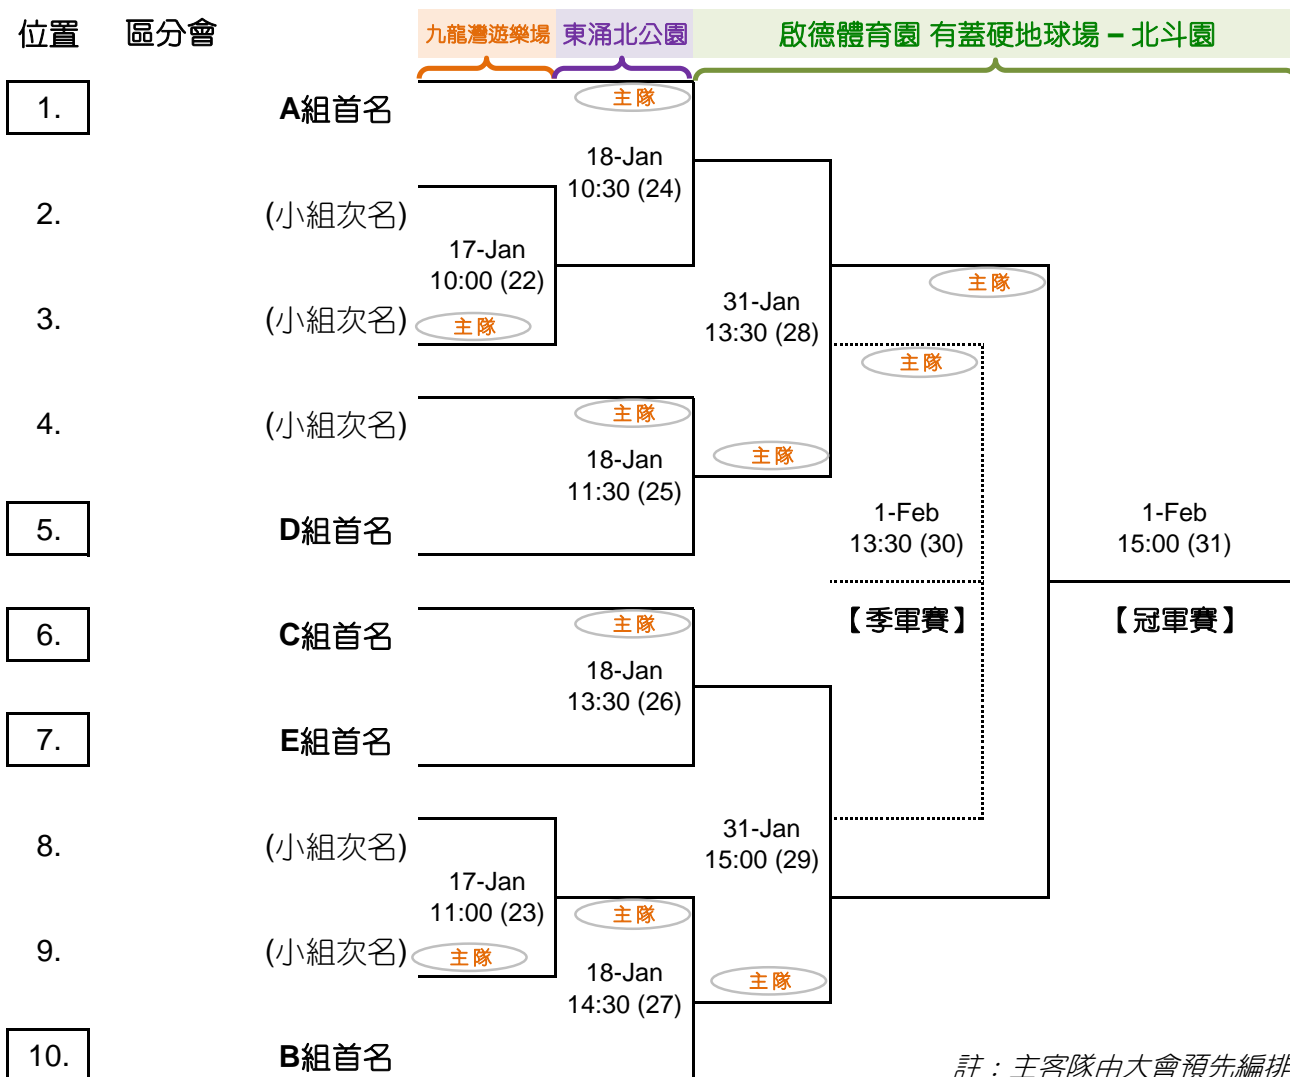 位置 區分會 九龍灣遊樂場 東涌北公園 啟德體育園 有蓋硬地球場 – 北斗園
1. A組首名 主隊
18-Jan
10:30 (24)
2. (小組次名)
17-Jan
10:00 (22)
主隊
3. (小組次名) 主隊
31-Jan
13:30 (28)
主隊
4. (小組次名) 主隊
主隊
18-Jan
11:30 (25)
5. D組首名
1-Feb
13:30 (30)
1-Feb
15:00 (31)
6. C組首名 主隊 【季軍賽】 【冠軍賽】
18-Jan
13:30 (26)
7. E組首名
8. (小組次名)
31-Jan
15:00 (29)
17-Jan
11:00 (23)
主隊
9. (小組次名) 主隊
18-Jan
14:30 (27)
主隊
10. B組首名
註：主客隊由大會預先編排